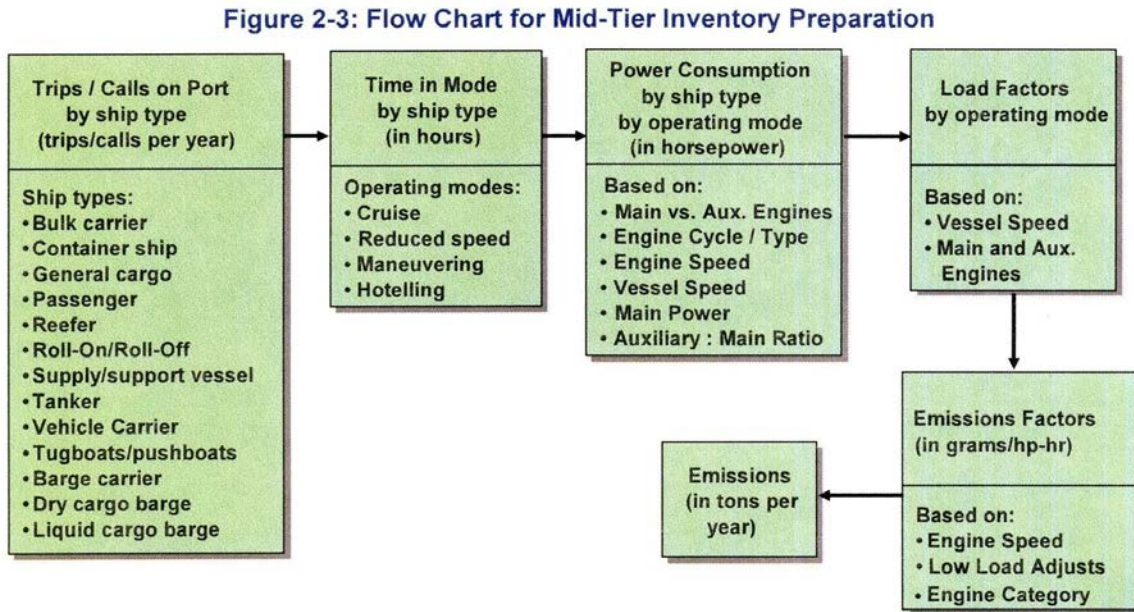 Figure 2-3: Flow Chart for Mid-Tier Inventory Preparation
Trips / Calls on Port
by ship type
(trips/calls per year)
Ship types:
• Bulk carrier
• Container ship
• General cargo
• Passenger
• Reefer
• Roll-On/Roll-Off
• Supply/support vessel
• Tanker
• Vehicle Carrier
• Tugboats/pushboats
• Barge carrier
• Dry cargo barge
• Liquid cargo barge
Time in Mode
by ship type
(in hours)
Operating modes:
• Cruise
• Reduced speed
• Maneuvering
• Hotelling
Power Consumption
by ship type
by operating mode
(in horsepower)
Based on:
• Main vs. Aux. Engines
• Engine Cycle / Type
• Engine Speed
• Vessel Speed
• Main Power
• Auxiliary : Main Ratio
Load Factors
by operating mode
Based on:
• Vessel Speed
• Main and Aux.
Engines
Emissions Factors
(in grams/hp-hr)
Based on:
• Engine Speed
• Low Load Adjusts
• Engine Category
Emissions
(in tons per
year)